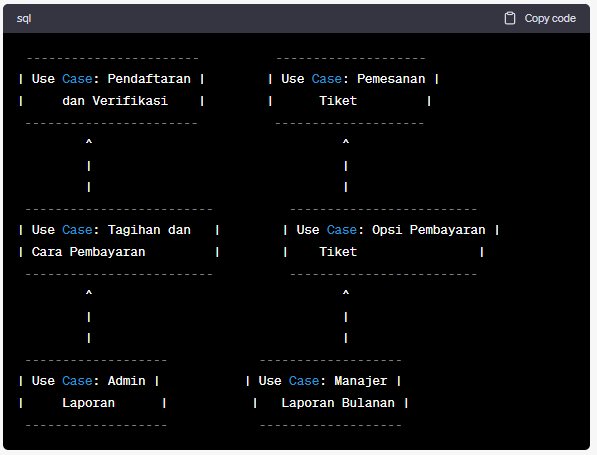 sql Copy code
----------------------- --------------------
| Use Case: Pendaftaran | | Use Case: Pemesanan |
| dan Verifikasi | | Tiket |
----------------------- --------------------
^ ^
| |
| |
------------------------- -------------------------
| Use Case: Tagihan dan | | Use Case: Opsi Pembayaran |
| Cara Pembayaran | | Tiket |
------------------------- -------------------------
^ ^
| |
| |
------------------- -------------------
| Use Case: Admin | | Use Case: Manajer |
| Laporan | | Laporan Bulanan |
------------------- -------------------